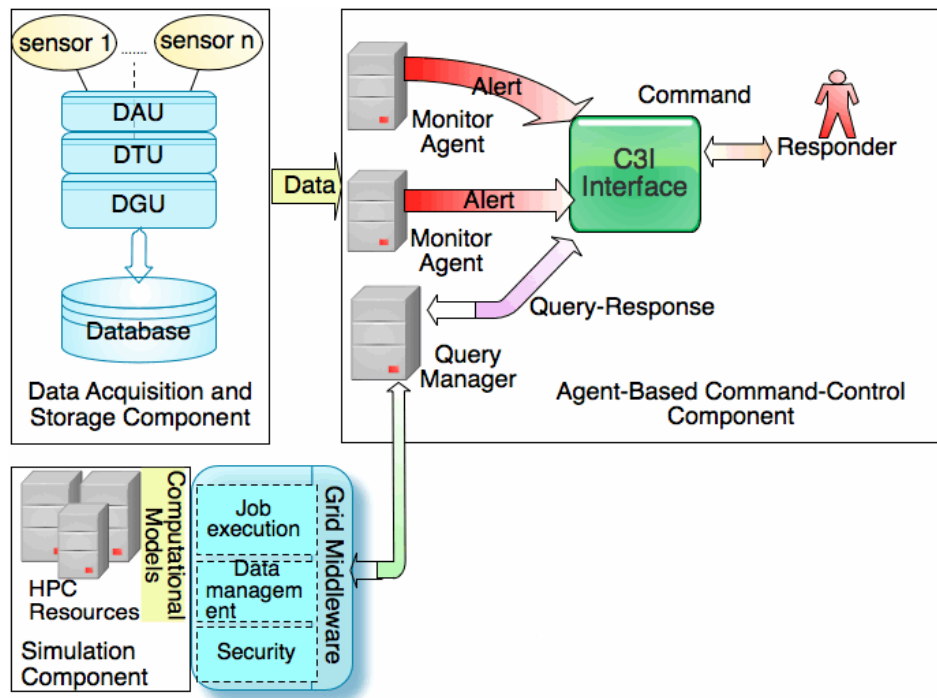 sensor 1
sensor n
DAU
DTU
DGU
Database
Data Acquisition and
Storage Component
Data
Alert
Monitor
Agent
Alert
Monitor
Agent
Command
C3I
Interface
Responder
Query-Response
Query
Manager
Agent-Based Command-Control
Component
HPC
Resources
Computational
Models
Simulation
Component
Job
execution
Data
managem
ent
Security
Grid Middleware